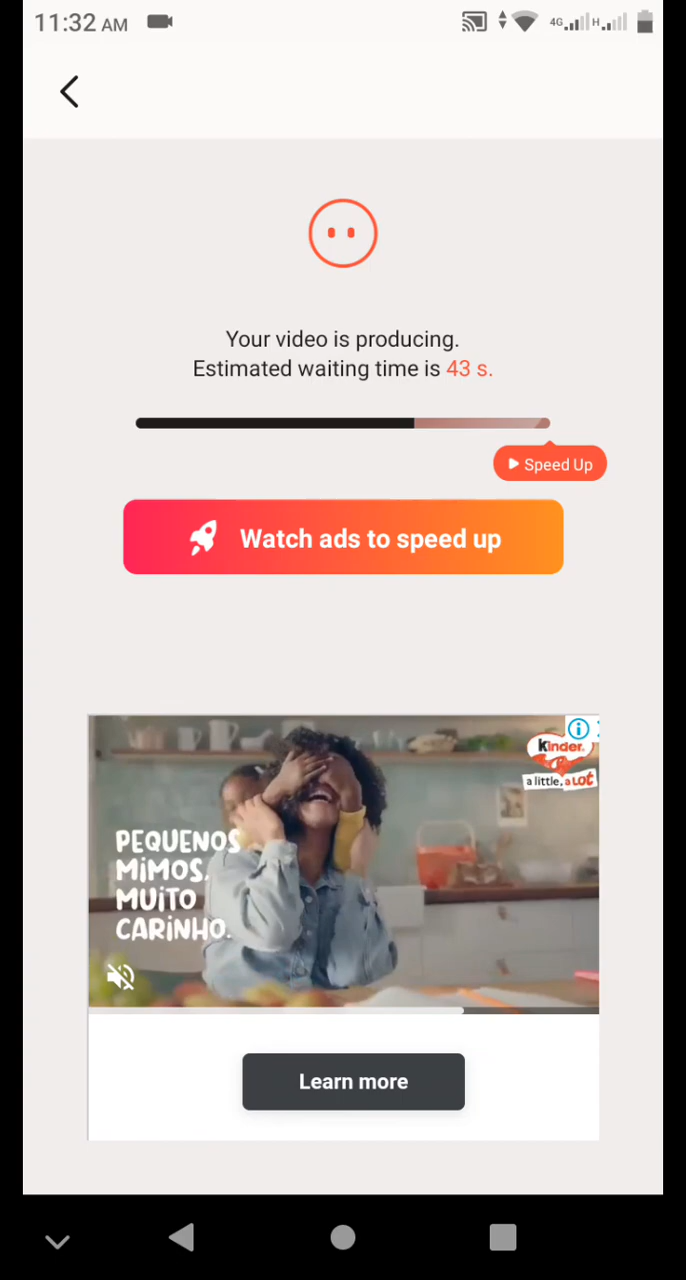 11:32 AM
4G H
Your video is producing.
Estimated waiting time is 43 s.
Speed Up
Watch ads to speed up
kinder.
a little, a LOT
PEQUENOS
MIMOS,
MUITO
CARINHO.
Learn more